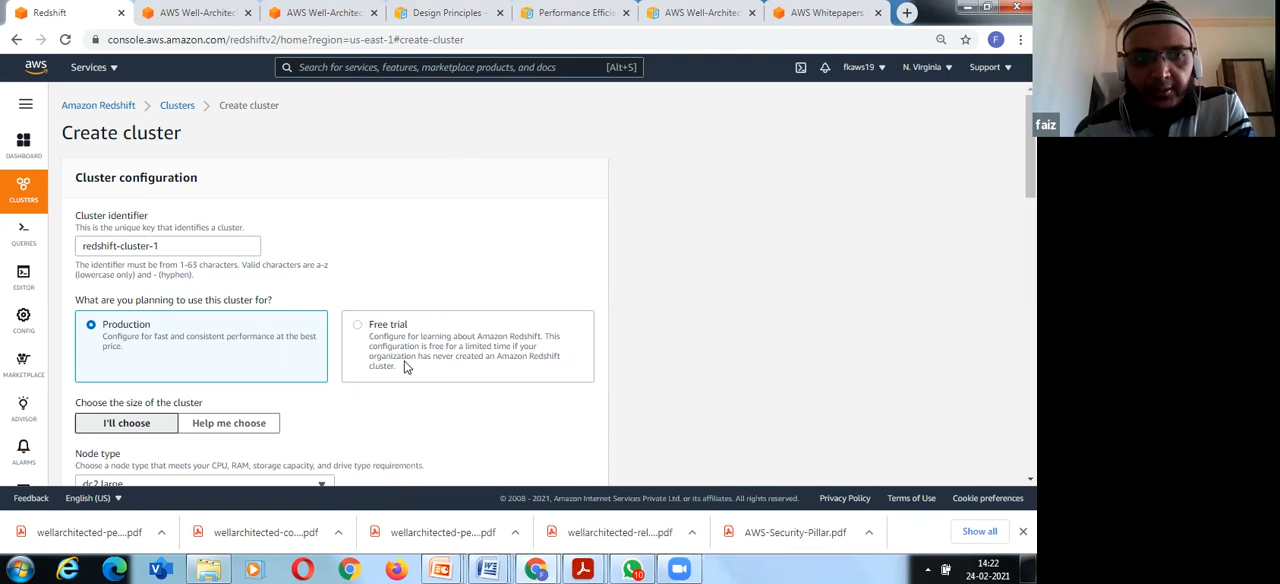 Redshift
AWS Well-Architec
AWS Well-Architec
Design Principles -
Performance Efficie
AWS Well-Architec
AWS Whitepapers
console.aws.amazon.com/redshiftv2/home?region=us-east-1#create-cluster
F
aws
Services
Search for services, features, marketplace products, and docs
[Alt+S]
fkaws19
N. Virginia
Support
Amazon Redshift
Clusters
Create cluster
faiz
Create cluster
DASHBOARD
CLUSTERS
QUERIES
EDITOR
CONFIG
MARKETPLACE
ADVISOR
ALARMS
Cluster configuration
Cluster identifier
This is the unique key that identifies a cluster.
redshift-cluster-1
The identifier must be from 1-63 characters. Valid characters are a-z
(lowercase only) and - (hyphen).
What are you planning to use this cluster for?
Production
Configure for fast and consistent performance at the best
price.
Free trial
Configure for learning about Amazon Redshift. This
configuration is free for a limited time if your
organization has never created an Amazon Redshift
cluster.
Choose the size of the cluster
I'll choose
Help me choose
Node type
Choose a node type that meets your CPU, RAM, storage capacity, and drive type requirements.
dc2.large
Feedback
English (US)
© 2008 - 2021, Amazon Internet Services Private Ltd. or its affiliates. All rights reserved.
Privacy Policy
Terms of Use
Cookie preferences
wellarchitected-pe....pdf
wellarchitected-co....pdf
wellarchitected-pe....pdf
wellarchitected-rel....pdf
AWS-Security-Pillar.pdf
Show all
10
14:22
24-02-2021